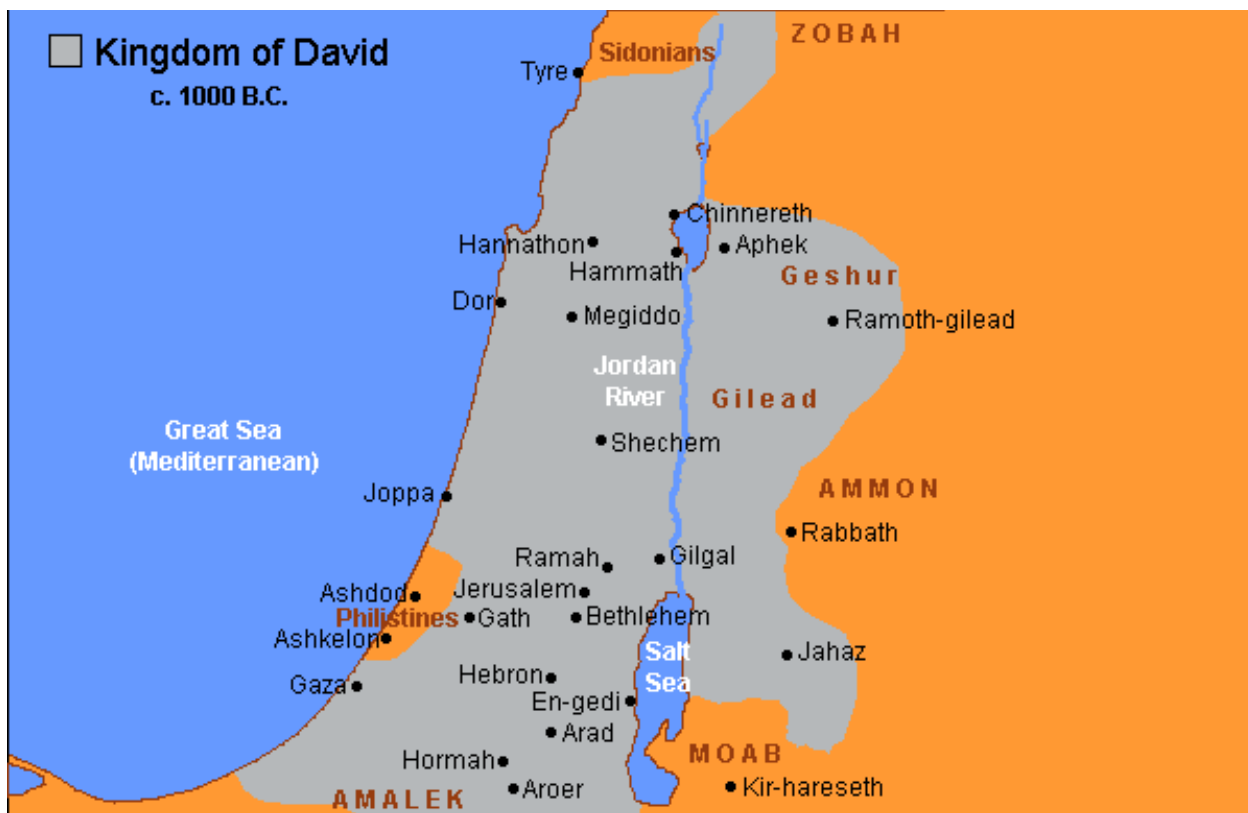 ZOBAH
Kingdom of David
Sidonians
Tyre
c. 1000 B.C.
Chinnereth
Hannathon
Aphek
Hammath
Geshur
Dor
Megiddo
Ramoth-gilead
Jordan
River
Gilead
Great Sea
(Mediterranean)
Shechem
Joppa
AMMON
Rabbath
Ramah
Gilgal
Ashdod
Jerusalem
Philistines
Gath
Bethlehem
Ashkelon
Salt
Sea
Jahaz
Hebron
Gaza
En-gedi
Arad
MOAB
Hormah
Kir-hareseth
Aroer
AMALEK